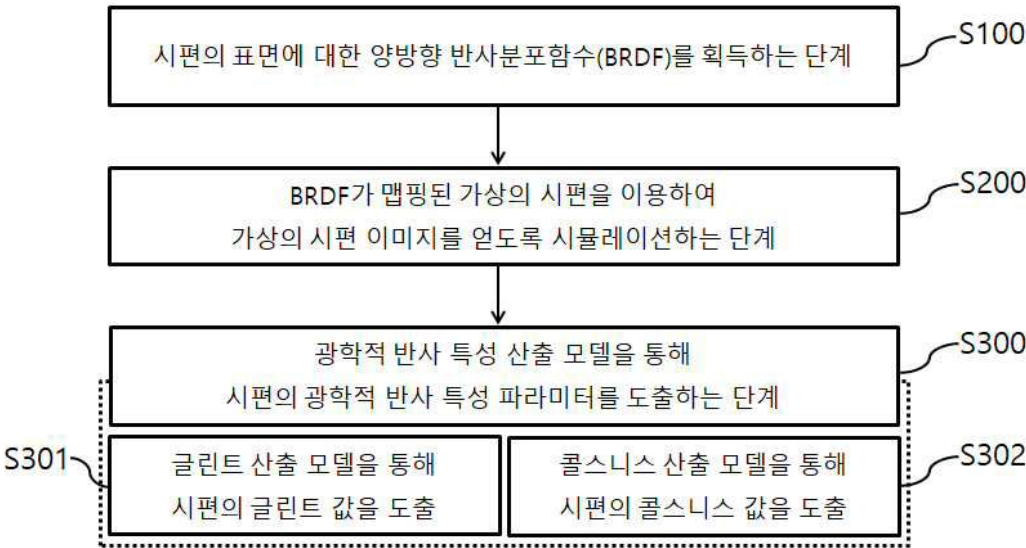 시편의 표면에 대한 양방향 반사분포함수(BRDF)를 획득하는 단계
S100
BRDF가 맵핑된 가상의 시편을 이용하여
가상의 시편 이미지를 얻도록 시뮬레이션하는 단계
S200
광학적 반사 특성 산출 모델을 통해
시편의 광학적 반사 특성 파라미터를 도출하는 단계
S300
S301
글린트 산출 모델을 통해
시편의 글린트 값을 도출
콜스니스 산출 모델을 통해
시편의 콜스니스 값을 도출
S302